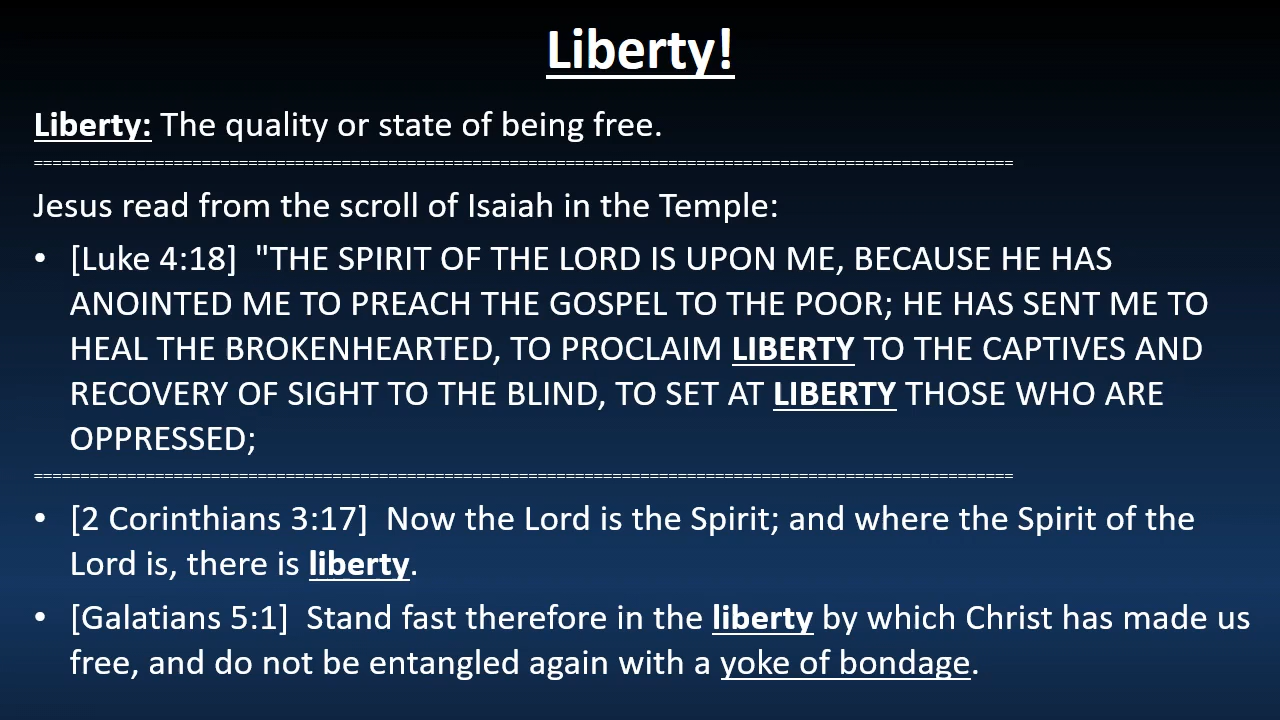 Liberty!
Liberty: The quality or state of being free.
==========================================================================================================
Jesus read from the scroll of Isaiah in the Temple:
• [Luke 4:18]  "THE SPIRIT OF THE LORD IS UPON ME, BECAUSE HE HAS
ANOINTED ME TO PREACH THE GOSPEL TO THE POOR; HE HAS SENT ME TO
HEAL THE BROKENHEARTED, TO PROCLAIM LIBERTY TO THE CAPTIVES AND
RECOVERY OF SIGHT TO THE BLIND, TO SET AT LIBERTY THOSE WHO ARE
OPPRESSED;
==========================================================================================================
• [2 Corinthians 3:17]  Now the Lord is the Spirit; and where the Spirit of the
Lord is, there is liberty.
• [Galatians 5:1]  Stand fast therefore in the liberty by which Christ has made us
free, and do not be entangled again with a yoke of bondage.